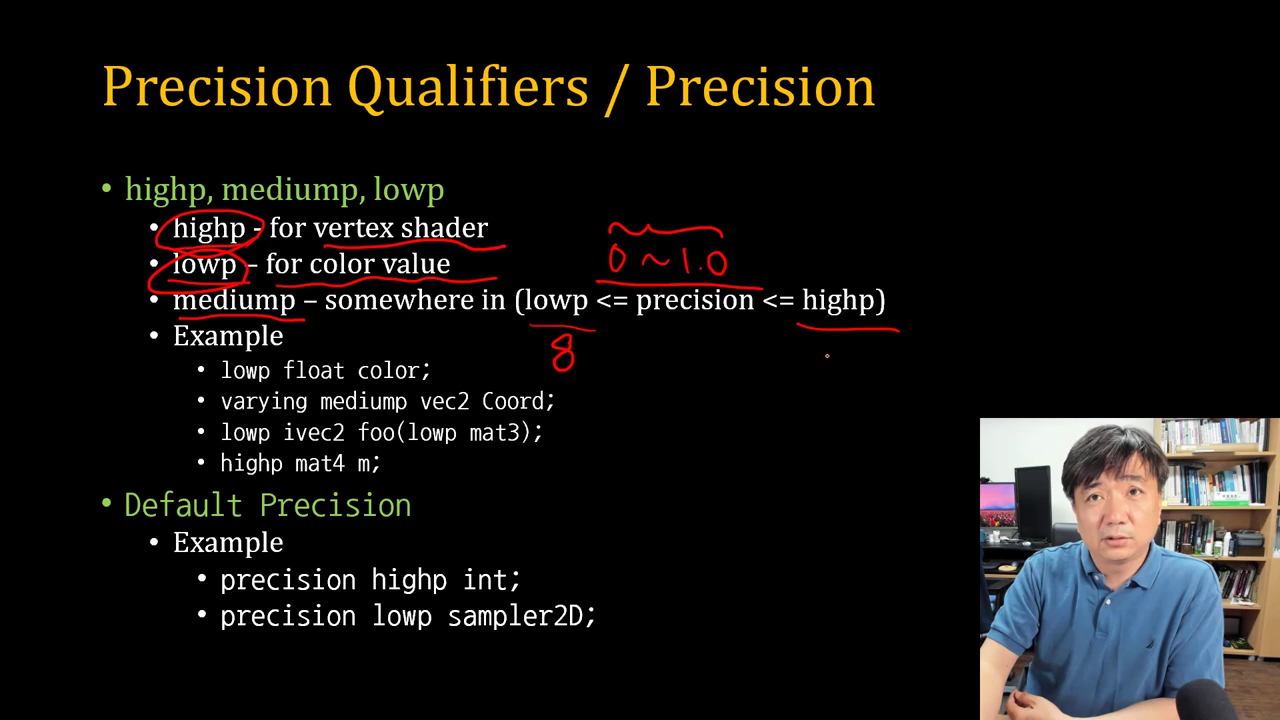 Precision Qualifiers / Precision
• highp, mediump, lowp
• highp - for vertex shader
• lowp – for color value
0 ~ 1.0
• mediump – somewhere in (lowp <= precision <= highp)
8
• Example
• lowp float color;
• varying mediump vec2 Coord;
• lowp ivec2 foo(lowp mat3);
• highp mat4 m;
• Default Precision
• Example
• precision highp int;
• precision lowp sampler2D;